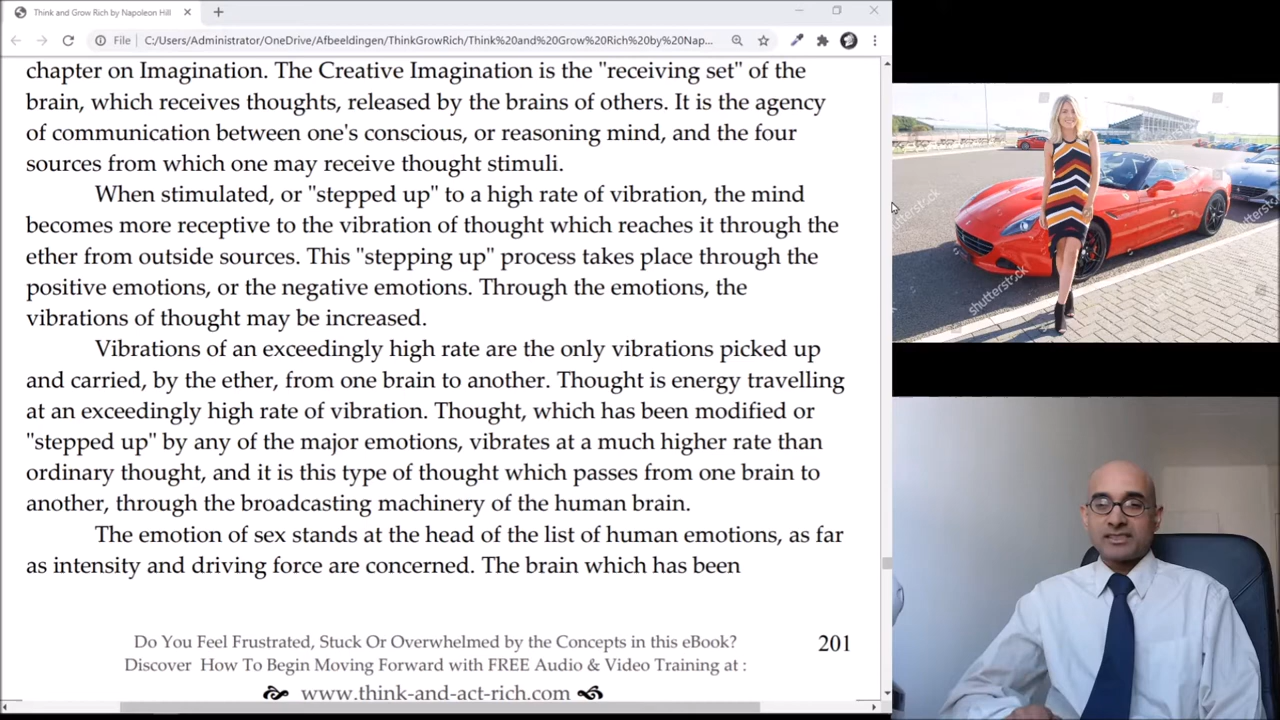 Think and Grow Rich by Napoleon Hill
File
C:/Users/Administrator/OneDrive/Afbeeldingen/ThinkGrowRich/Think%20and%20Grow%20Rich%20by%20Nap...
chapter on Imagination. The Creative Imagination is the "receiving set" of the
brain, which receives thoughts, released by the brains of others. It is the agency
of communication between one's conscious, or reasoning mind, and the four
sources from which one may receive thought stimuli.
When stimulated, or "stepped up" to a high rate of vibration, the mind
becomes more receptive to the vibration of thought which reaches it through the
ether from outside sources. This "stepping up" process takes place through the
positive emotions, or the negative emotions. Through the emotions, the
vibrations of thought may be increased.
Vibrations of an exceedingly high rate are the only vibrations picked up
and carried, by the ether, from one brain to another. Thought is energy travelling
at an exceedingly high rate of vibration. Thought, which has been modified or
"stepped up" by any of the major emotions, vibrates at a much higher rate than
ordinary thought, and it is this type of thought which passes from one brain to
another, through the broadcasting machinery of the human brain.
The emotion of sex stands at the head of the list of human emotions, as far
as intensity and driving force are concerned. The brain which has been
Do You Feel Frustrated, Stuck Or Overwhelmed by the Concepts in this eBook?
201
Discover How To Begin Moving Forward with FREE Audio & Video Training at :
www.think-and-act-rich.com
shutterstock
shutterstock